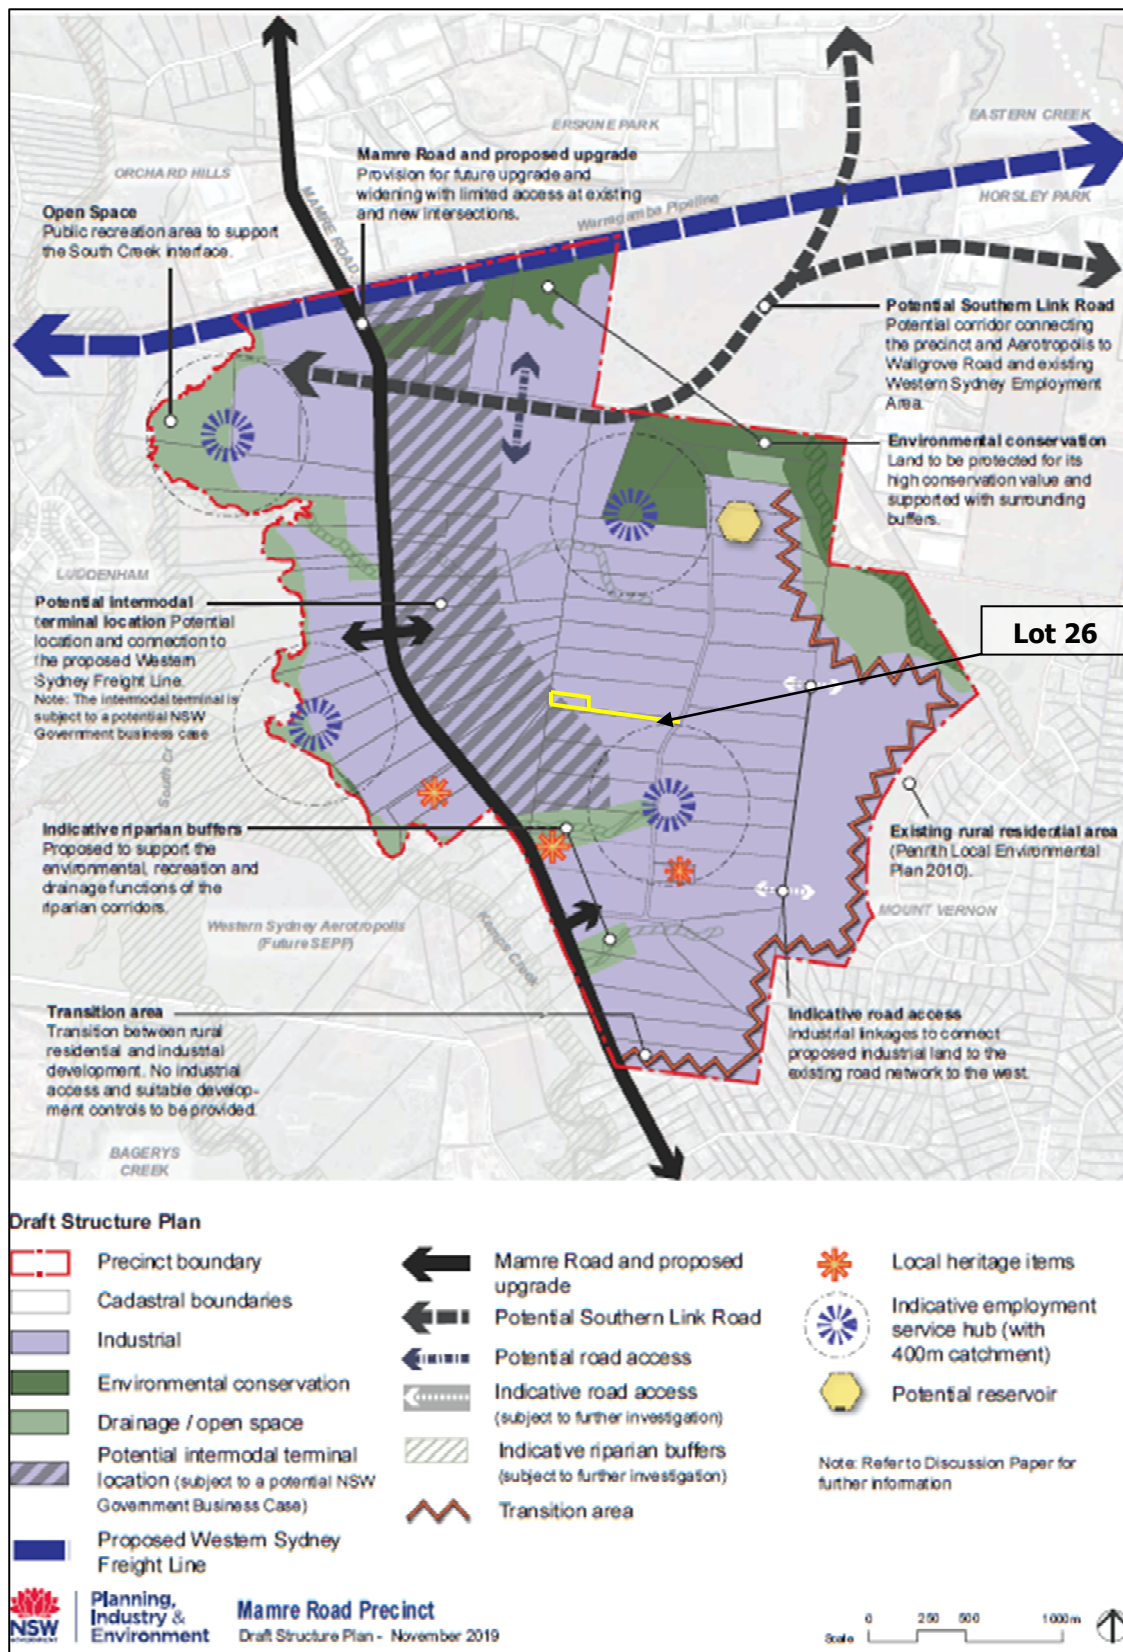 ERSKINE PARK
EASTERN CREEK
ORCHARD HILLS
HORSLEY PARK
MAMRE ROAD
Warragamba Pipeline
Mamre Road and proposed upgrade
Provision for future upgrade and
widening with limited access at existing
and new intersections.
Open Space
Public recreation area to support
the South Creek interface.
Potential Southern Link Road
Potential corridor connecting
the precinct and Aerotropolis to
Wallgrove Road and existing
Western Sydney Employment
Area.
Environmental conservation
Land to be protected for its
high conservation value and
supported with surrounding
buffers.
LUDDENHAM
Potential intermodal
terminal location Potential
location and connection to
the proposed Western
Sydney Freight Line.
Note: The intermodal terminal is
subject to a potential NSW
Government business case
Lot 26
South Cr
Indicative riparian buffers
Proposed to support the
environmental, recreation and
drainage functions of the
riparian corridors.
Existing rural residential area
(Penrith Local Environmental
Plan 2010).
MOUNT VERNON
Western Sydney Aerotropolis
(Future SEPP)
Kemps Creek
Transition area
Transition between rural
residential and industrial
development. No industrial
access and suitable develop-
ment controls to be provided.
Indicative road access
Industrial linkages to connect
proposed industrial land to the
existing road network to the west.
BAGERYS
CREEK
Draft Structure Plan
Precinct boundary
Cadastral boundaries
Industrial
Environmental conservation
Drainage / open space
Potential intermodal terminal
location (subject to a potential NSW
Government Business Case)
Proposed Western Sydney
Freight Line
Mamre Road and proposed
upgrade
Potential Southern Link Road
Potential road access
Indicative road access
(subject to further investigation)
Indicative riparian buffers
(subject to further investigation)
Transition area
Local heritage items
Indicative employment
service hub (with
400m catchment)
Potential reservoir
Note: Refer to Discussion Paper for
further information
NSW
GOVERNMENT
Planning,
Industry &
Environment
Mamre Road Precinct
Draft Structure Plan - November 2019
Scale
0 250 500 1000m